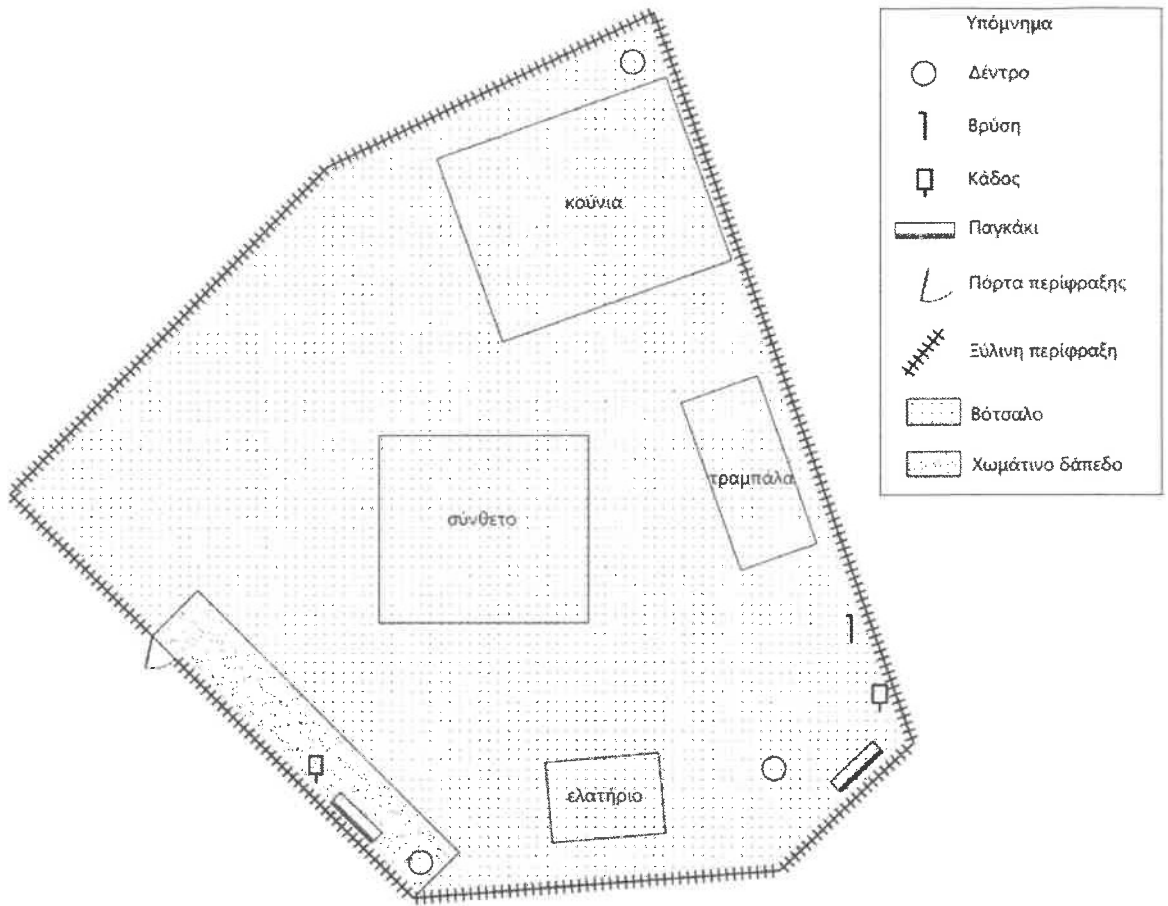 Υπόμνημα
Δέντρο
Βρύση
Κάδος
Παγκάκι
Πόρτα περίφραξης
Ξύλινη περίφραξη
Βότσαλο
Χωμάτινο δάπεδο
κούνια
τραμπάλα
σύνθετο
ελατήριο